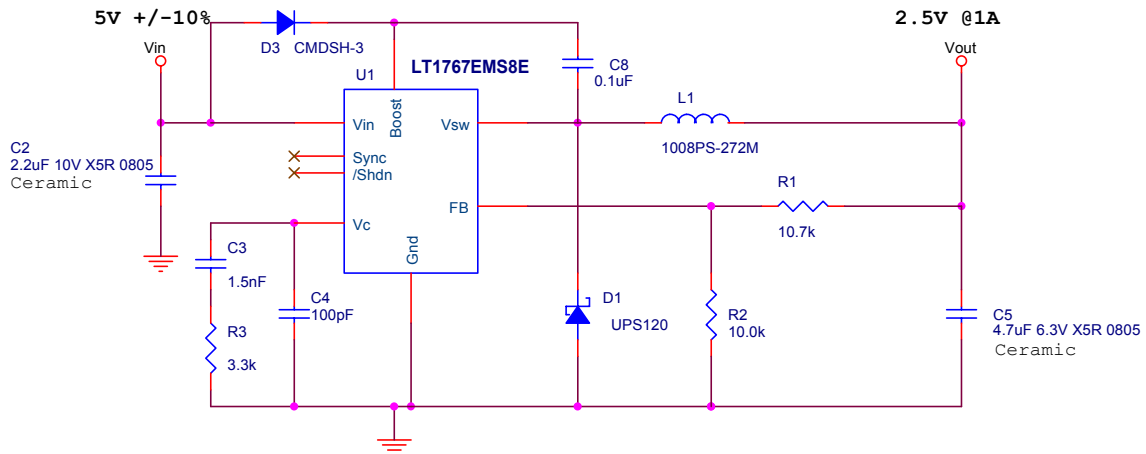 5V +/-10%
2.5V @1A
Vin
D3 CMDSH-3
Vout
LT1767EMS8E
U1
C8
0.1uF
L1
Vin
Boost
Vsw
1008PS-272M
C2
2.2uF 10V X5R 0805
Ceramic
Sync
/Shdn
R1
FB
Vc
10.7k
Gnd
C3
1.5nF
C4
100pF
D1
UPS120
R2
10.0k
C5
4.7uF 6.3V X5R 0805
Ceramic
R3
3.3k